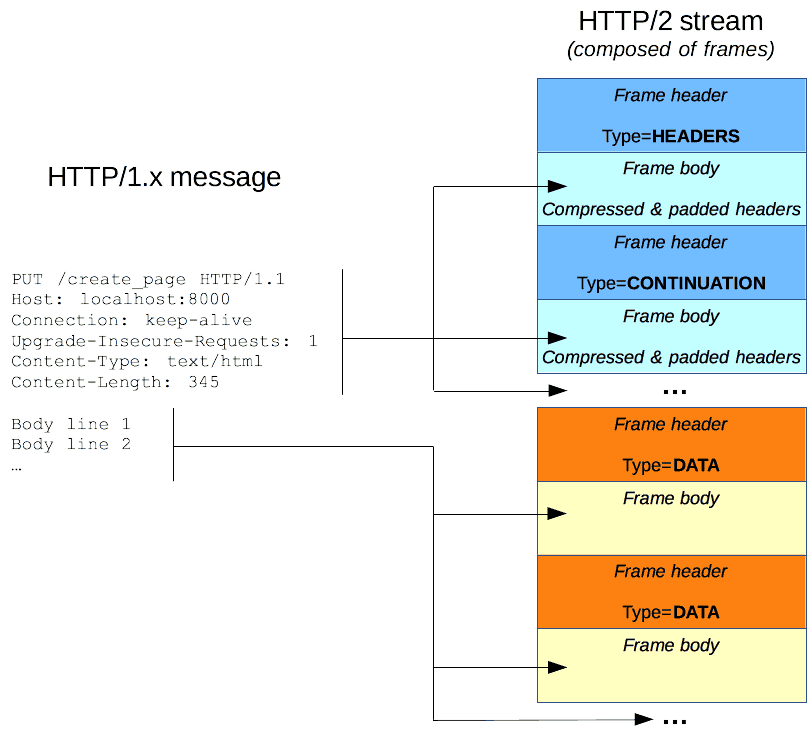 HTTP/2 stream
(composed of frames)
HTTP/1.x message
PUT /create_page HTTP/1.1
Host: localhost:8000
Connection: keep-alive
Upgrade-Insecure-Requests: 1
Content-Type: text/html
Content-Length: 345
Body line 1
Body line 2
…
Frame header
Type=HEADERS
Frame body
Compressed & padded headers
Frame header
Type=CONTINUATION
Frame body
Compressed & padded headers
...
Frame header
Type=DATA
Frame body
Frame header
Type=DATA
Frame body
...